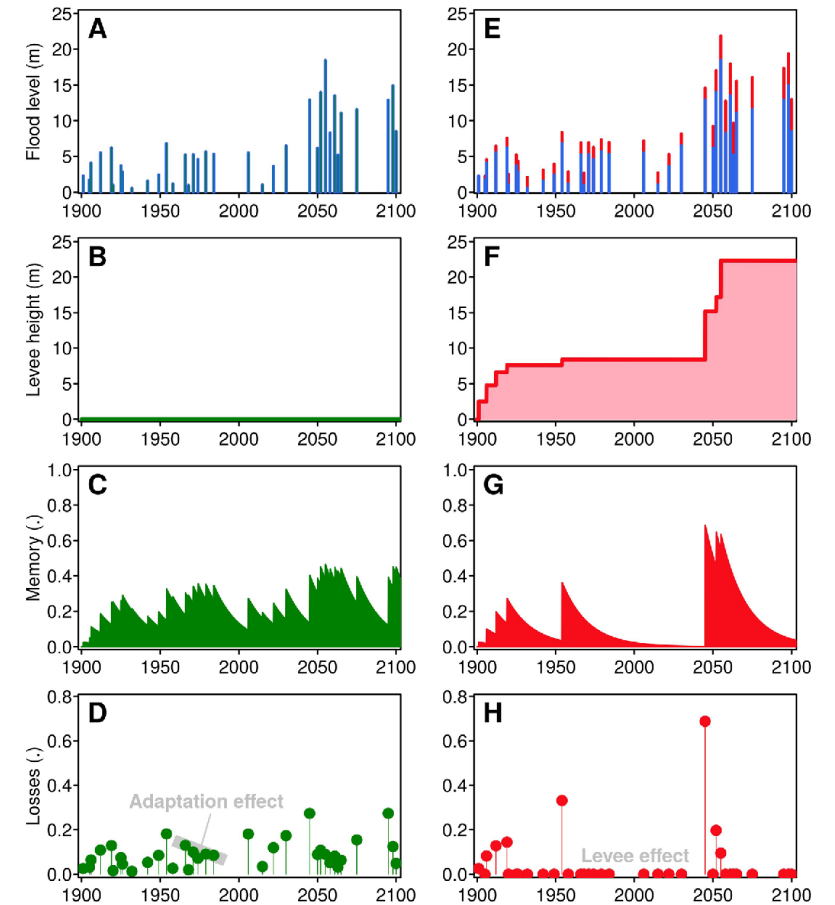 A
Flood level (m)
25
20
15
10
5
0
1900 1950 2000 2050 2100
E
25
20
15
10
5
0
1900 1950 2000 2050 2100
B
Levee height (m)
25
20
15
10
5
0
1900 1950 2000 2050 2100
F
25
20
15
10
5
0
1900 1950 2000 2050 2100
C
Memory (.)
1.0
0.8
0.6
0.4
0.2
0.0
1900 1950 2000 2050 2100
G
1.0
0.8
0.6
0.4
0.2
0.0
1900 1950 2000 2050 2100
D
Losses (.)
0.8
0.6
0.4
0.2
0.0
Adaptation effect
1900 1950 2000 2050 2100
H
0.8
0.6
0.4
0.2
0.0
Levee effect
1900 1950 2000 2050 2100